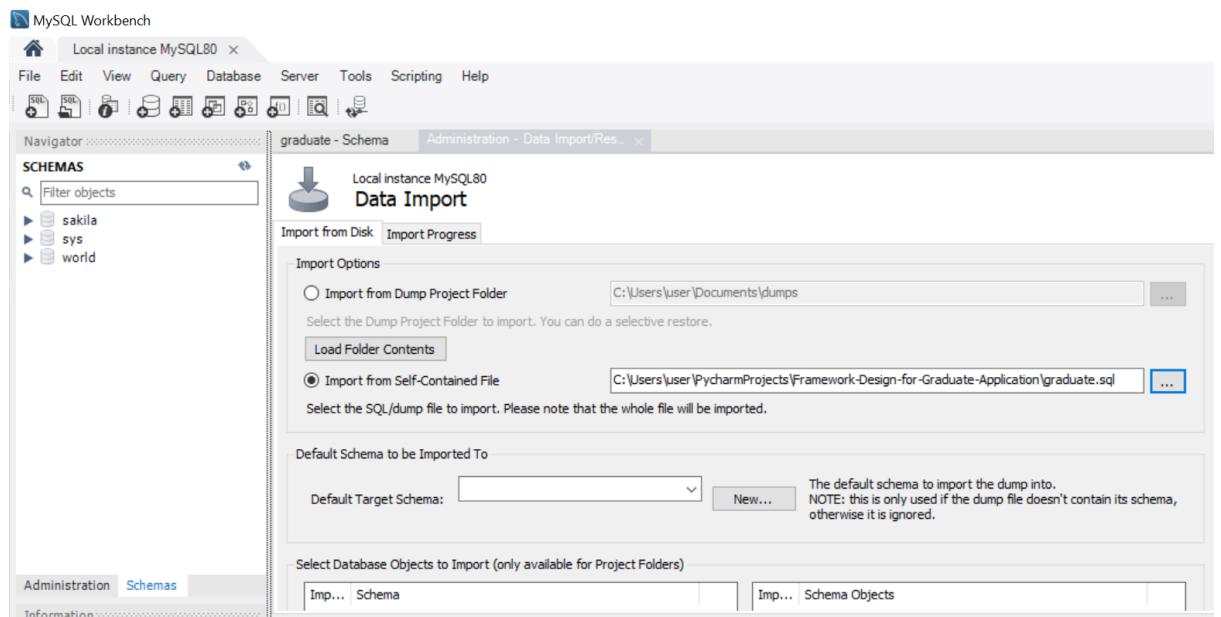 MySQL Workbench
Local instance MySQL80 ×
File Edit View Query Database Server Tools Scripting Help
Navigator
graduate - Schema
Administration - Data Import/Res... ×
SCHEMAS
Filter objects
sakila
sys
world
Local instance MySQL80
Data Import
Import from Disk Import Progress
Import Options
Import from Dump Project Folder C:\Users\user\Documents\dumps ...
Select the Dump Project Folder to import. You can do a selective restore.
Load Folder Contents
Import from Self-Contained File C:\Users\user\PycharmProjects\Framework-Design-for-Graduate-Application\graduate.sql ...
Select the SQL/dump file to import. Please note that the whole file will be imported.
Default Schema to be Imported To
Default Target Schema: New...
The default schema to import the dump into.
NOTE: this is only used if the dump file doesn't contain its schema,
otherwise it is ignored.
Select Database Objects to Import (only available for Project Folders)
Imp... Schema
Imp... Schema Objects
Administration Schemas
Information